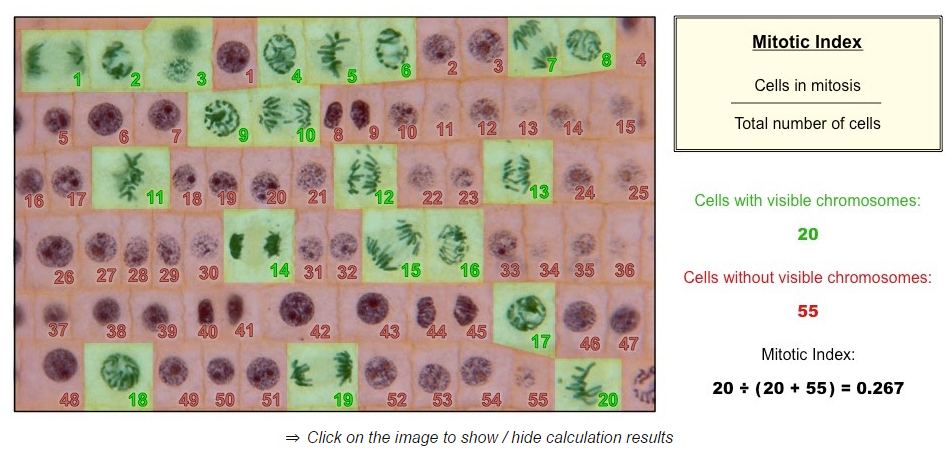 1 2 3 1 4 5 6 2 3 7 8 4
5 6 7 9 10 8 9 10 11 12 13 14 15
16 17 11 18 19 20 21 12 22 23 13 24 25
26 27 28 29 30 14 31 32 15 16 33 34 35 36
37 38 39 40 41 42 43 44 45 17 46 47
48 18 49 50 51 19 52 53 54 55 20
Mitotic Index
Cells in mitosis
Total number of cells
Cells with visible chromosomes:
20
Cells without visible chromosomes:
55
Mitotic Index:
20 ÷ (20 + 55) = 0.267
⇒ Click on the image to show / hide calculation results